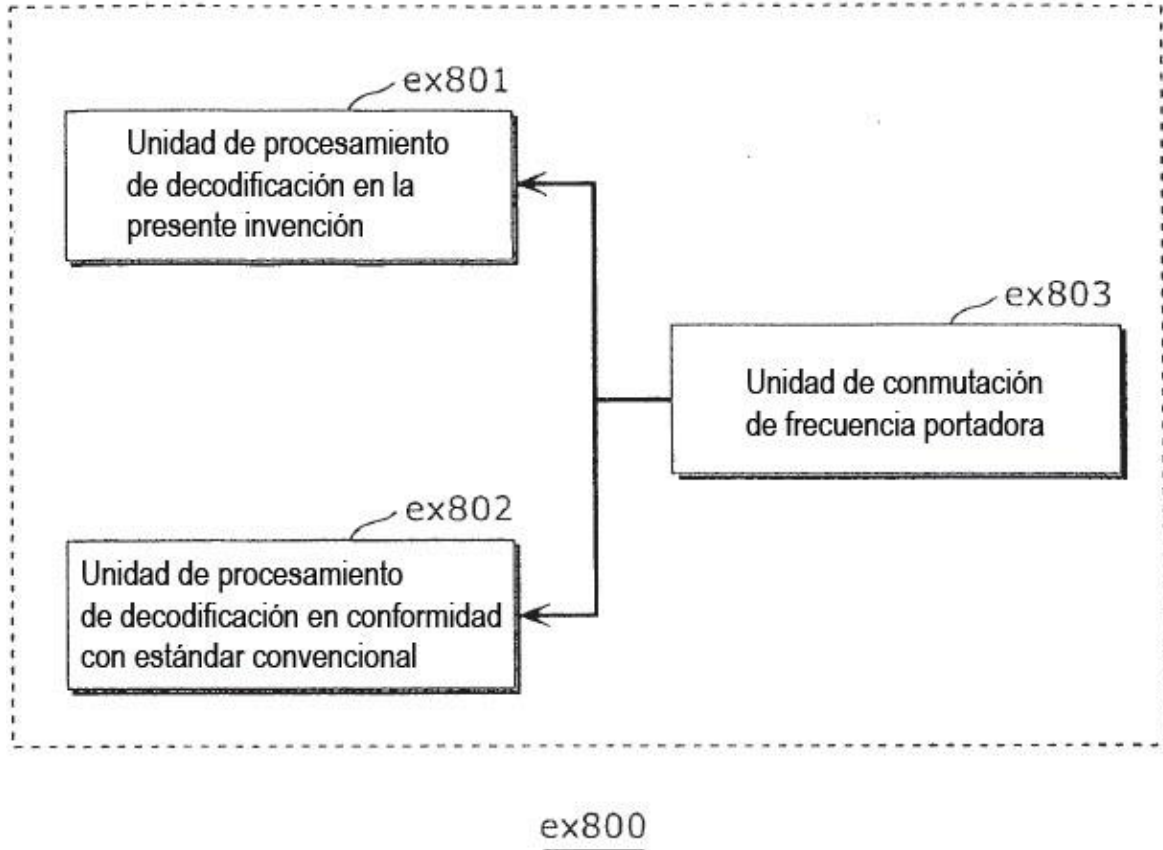 ex801
Unidad de procesamiento
de decodificación en la
presente invención
ex803
Unidad de conmutación
de frecuencia portadora
ex802
Unidad de procesamiento
de decodificación en conformidad
con estándar convencional
ex800